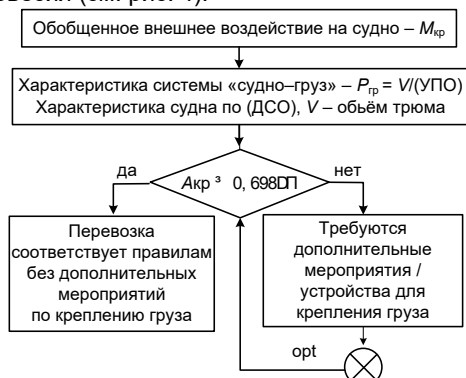 Обобщенное внешнее воздействие на судно – Mкр
Характеристика системы «судно–груз» – Pгр = V/(УПО)
Характеристика судна по (ДСО), V – обьём трюма
да
Aкр ³ 0, 698DП
нет
Перевозка
соответствует правилам
без дополнительных
мероприятий
по креплению груза
Требуются
дополнительные
мероприятия /
устройства для
крепления груза
opt